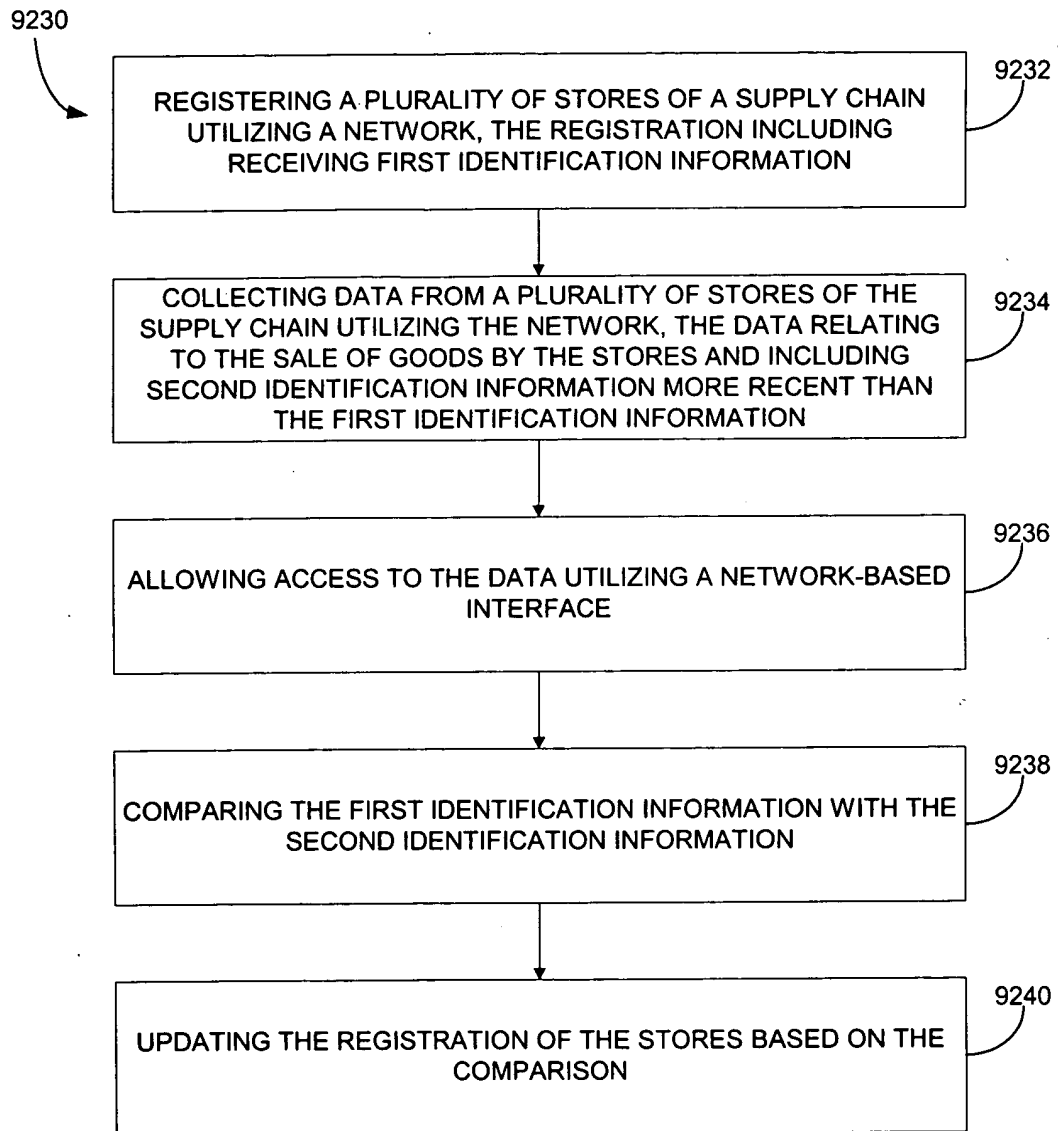 9230
9232
REGISTERING A PLURALITY OF STORES OF A SUPPLY CHAIN
UTILIZING A NETWORK, THE REGISTRATION INCLUDING
RECEIVING FIRST IDENTIFICATION INFORMATION
9234
COLLECTING DATA FROM A PLURALITY OF STORES OF THE
SUPPLY CHAIN UTILIZING THE NETWORK, THE DATA RELATING
TO THE SALE OF GOODS BY THE STORES AND INCLUDING
SECOND IDENTIFICATION INFORMATION MORE RECENT THAN
THE FIRST IDENTIFICATION INFORMATION
9236
ALLOWING ACCESS TO THE DATA UTILIZING A NETWORK-BASED
INTERFACE
9238
COMPARING THE FIRST IDENTIFICATION INFORMATION WITH THE
SECOND IDENTIFICATION INFORMATION
9240
UPDATING THE REGISTRATION OF THE STORES BASED ON THE
COMPARISON